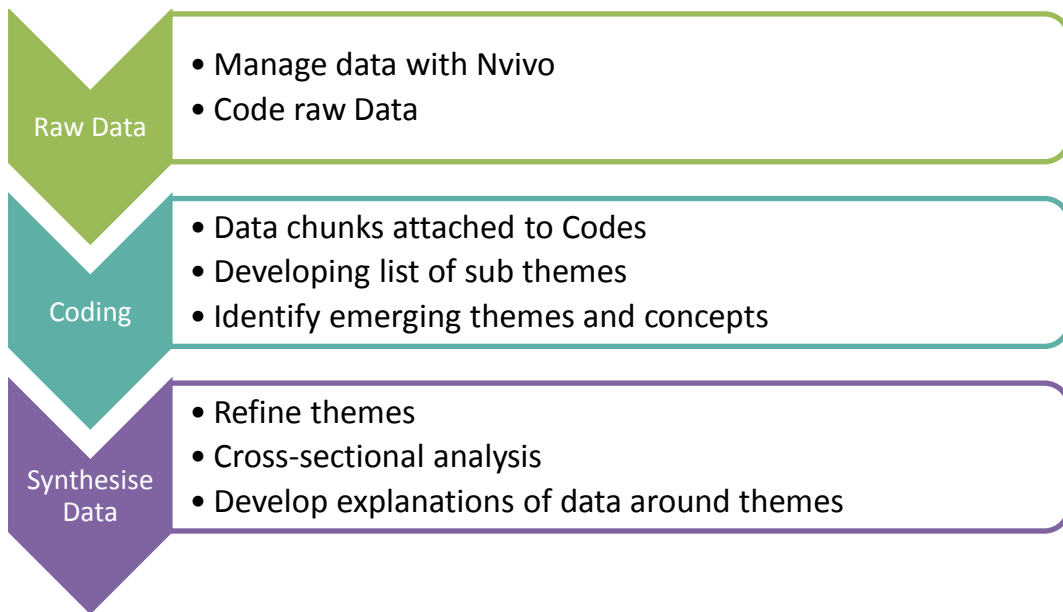 Raw Data
• Manage data with Nvivo
• Code raw Data
Coding
• Data chunks attached to Codes
• Developing list of sub themes
• Identify emerging themes and concepts
Synthesise
Data
• Refine themes
• Cross-sectional analysis
• Develop explanations of data around themes